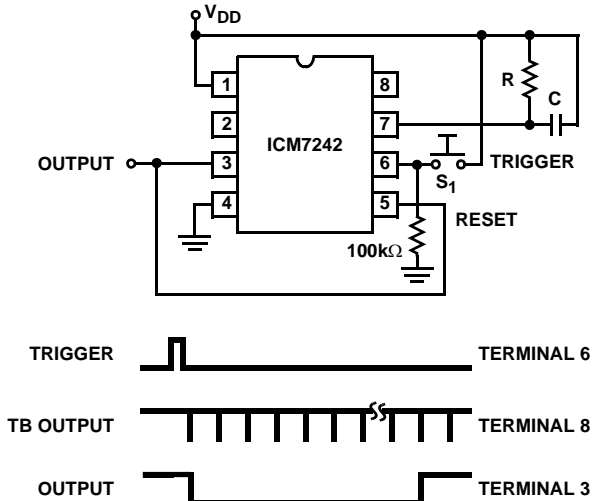 VDD
1
2
3
4
ICM7242
8
7
6
5
R
C
OUTPUT
S1
TRIGGER
RESET
100kΩ
TRIGGER
TERMINAL 6
TB OUTPUT
TERMINAL 8
OUTPUT
TERMINAL 3